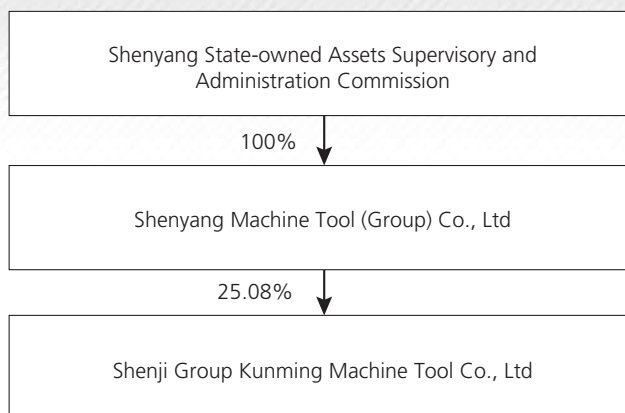 Shenyang State-owned Assets Supervisory and
Administration Commission
100%
Shenyang Machine Tool (Group) Co., Ltd
25.08%
Shenji Group Kunming Machine Tool Co., Ltd